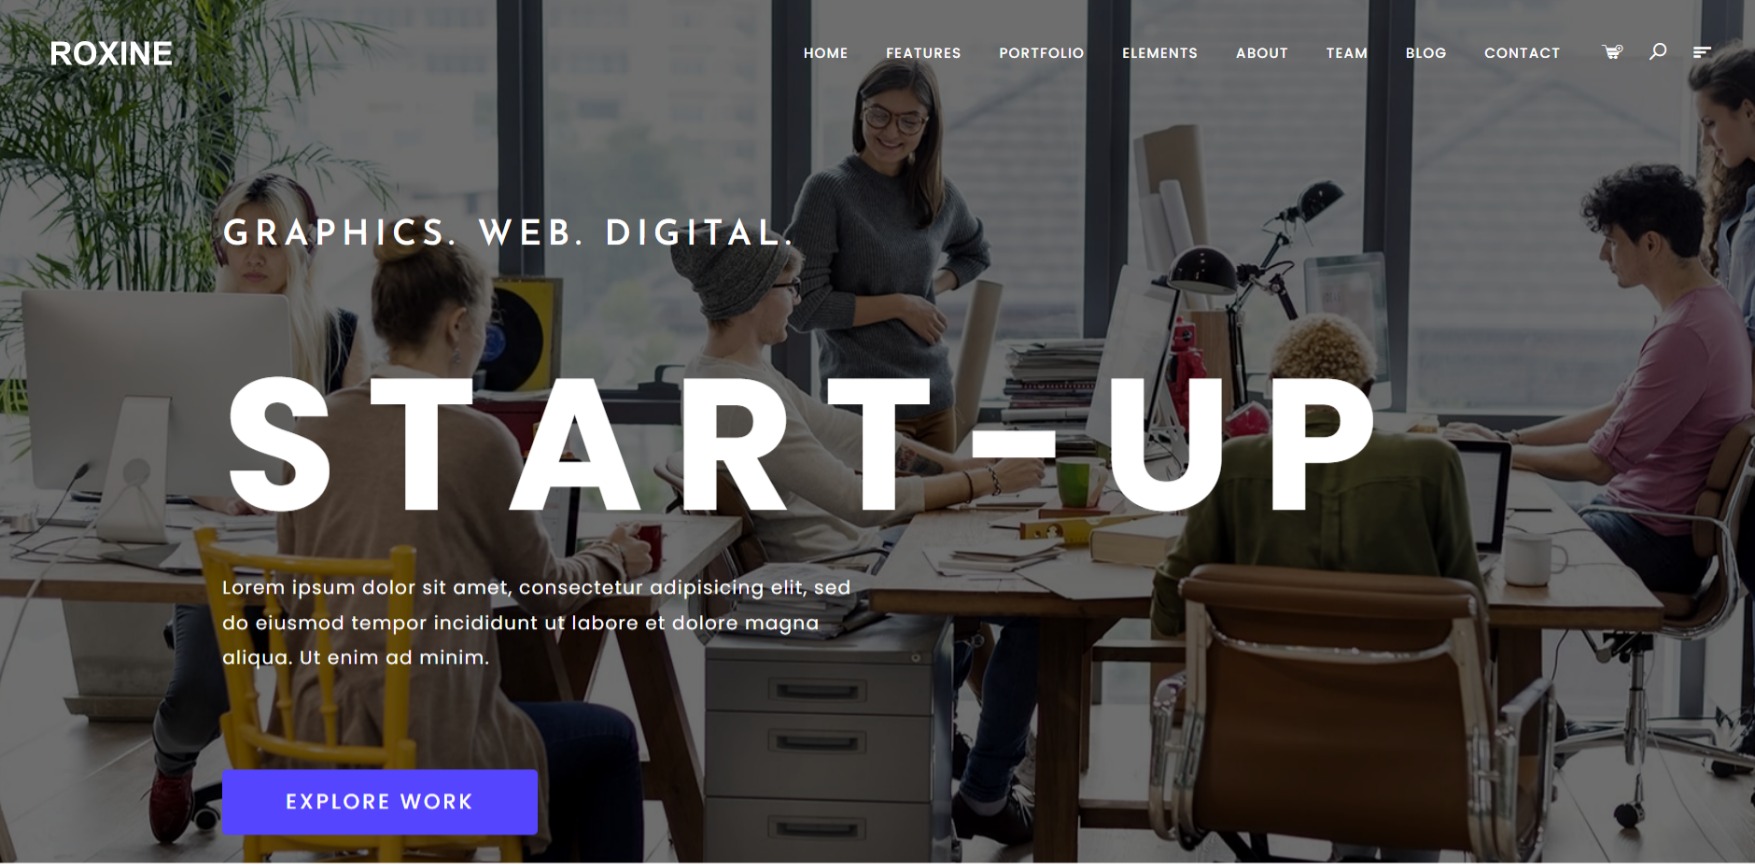 ROXINE
HOME FEATURES PORTFOLIO ELEMENTS ABOUT TEAM BLOG CONTACT
GRAPHICS. WEB. DIGITAL.
START-UP
Lorem ipsum dolor sit amet, consectetur adipisicing elit, sed
do eiusmod tempor incididunt ut labore et dolore magna
aliqua. Ut enim ad minim.
EXPLORE WORK